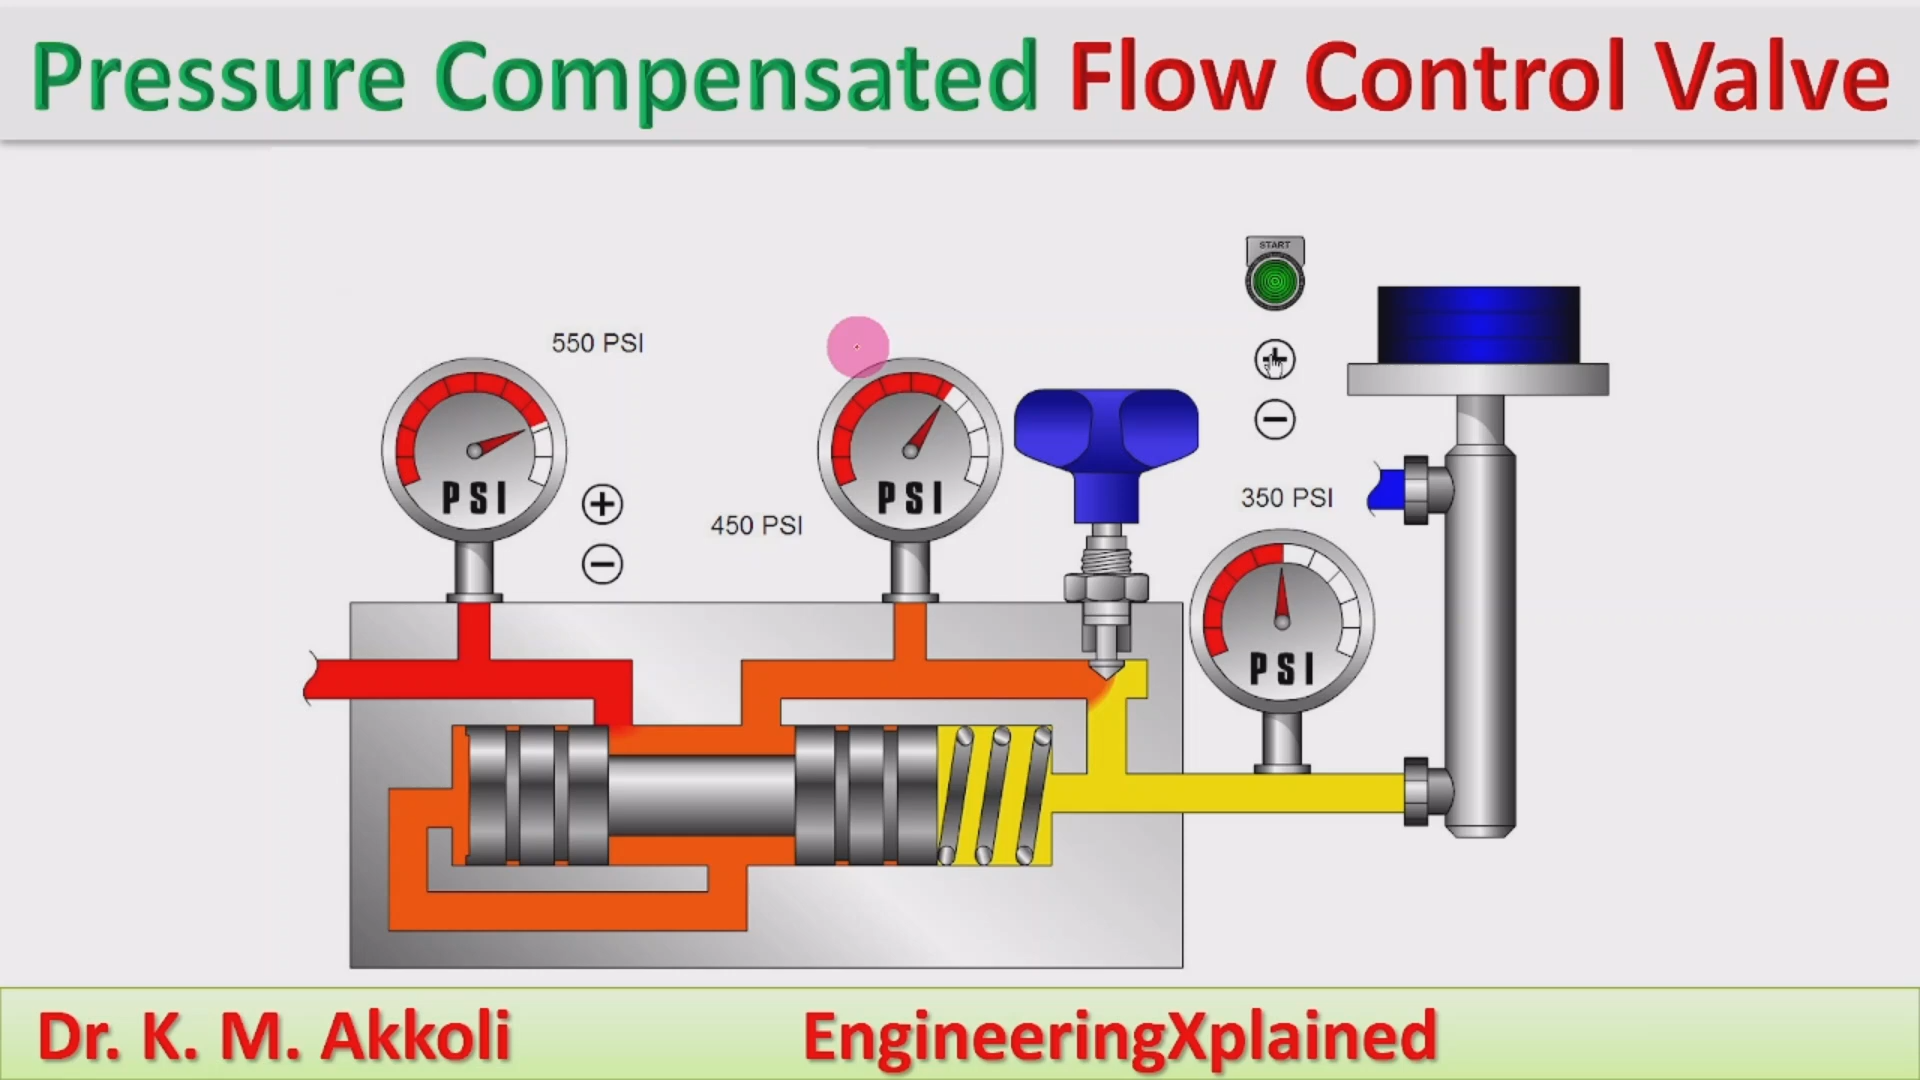 Pressure Compensated Flow Control Valve
START
550 PSI
PSI
450 PSI
PSI
350 PSI
PSI
Dr. K. M. Akkoli
EngineeringXplained